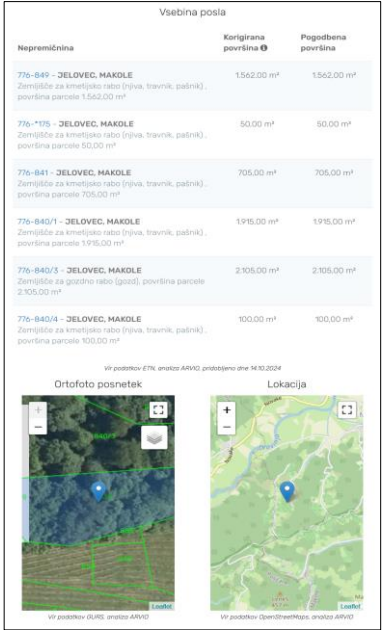 Vsebina posla
Nepremičnina
Korigirana površina
Pogodbena površina
776-849 - JELOVEC, MAKOLE
Zemljišče za kmetijsko rabo (njiva, travnik, pašnik) , površina parcele 1.562,00 m²
1.562,00 m²
1.562,00 m²
776-*175 - JELOVEC, MAKOLE
Zemljišče za kmetijsko rabo (njiva, travnik, pašnik) , površina parcele 50,00 m²
50,00 m²
50,00 m²
776-841 - JELOVEC, MAKOLE
Zemljišče za kmetijsko rabo (njiva, travnik, pašnik) , površina parcele 705,00 m²
705,00 m²
705,00 m²
776-840/1 - JELOVEC, MAKOLE
Zemljišče za kmetijsko rabo (njiva, travnik, pašnik) , površina parcele 1.915,00 m²
1.915,00 m²
1.915,00 m²
776-840/3 - JELOVEC, MAKOLE
Zemljišče za gozdno rabo (gozd), površina parcele 2.105,00 m²
2.105,00 m²
2.105,00 m²
776-840/4 - JELOVEC, MAKOLE
Zemljišče za kmetijsko rabo (njiva, travnik, pašnik) , površina parcele 100,00 m²
100,00 m²
100,00 m²
Vir podatkov ETN, analiza ARVIO, pridobljeno dne 14.10.2024
Ortofoto posnetek
Lokacija
+
−
840/3
Leaflet
+
−
Leaflet
Vir podatkov GURS, analiza ARVIO
Vir podatkov OpenStreetMaps, analiza ARVIO